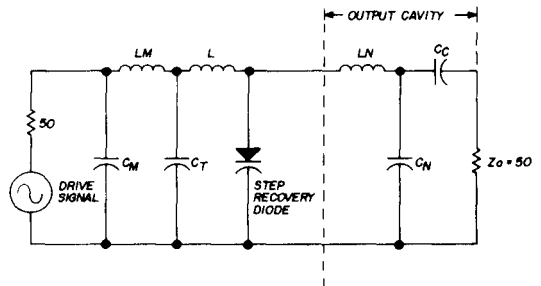 OUTPUT CAVITY
LM
L
LN
CC
50
CM
CT
CN
Zo = 50
DRIVE
SIGNAL
STEP
RECOVERY
DIODE